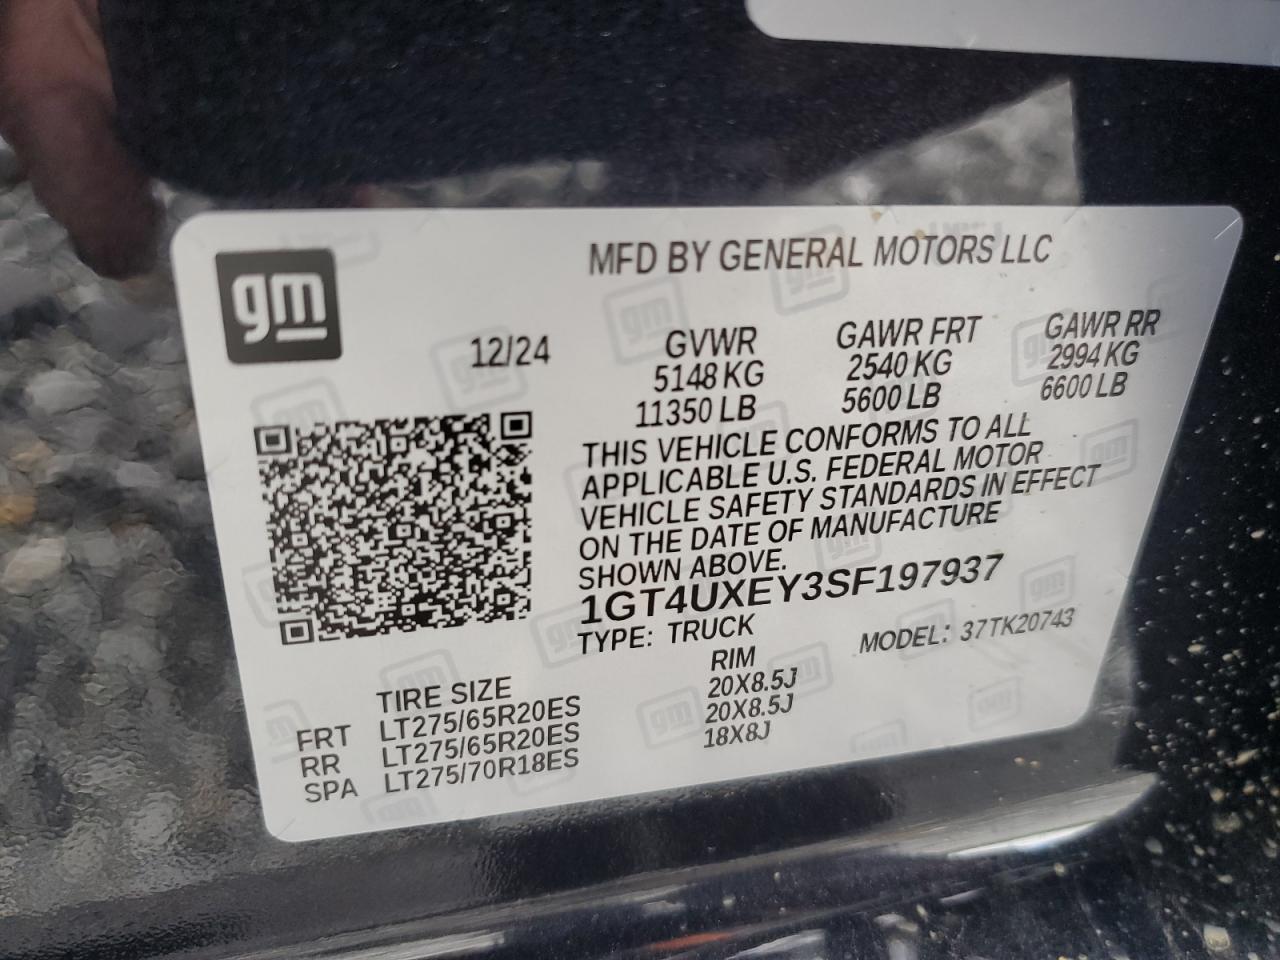 gm
MFD BY GENERAL MOTORS LLC
12/24
GVWR GAWR FRT GAWR RR
5148 KG 2540 KG 2994 KG
11350 LB 5600 LB 6600 LB
THIS VEHICLE CONFORMS TO ALL
APPLICABLE U.S. FEDERAL MOTOR
VEHICLE SAFETY STANDARDS IN EFFECT
ON THE DATE OF MANUFACTURE
SHOWN ABOVE.
1GT4UXEY3SF197937
TYPE: TRUCK MODEL: 37TK20743
TIRE SIZE RIM
FRT LT275/65R20ES 20X8.5J
RR LT275/65R20ES 20X8.5J
SPA LT275/70R18ES 18X8J